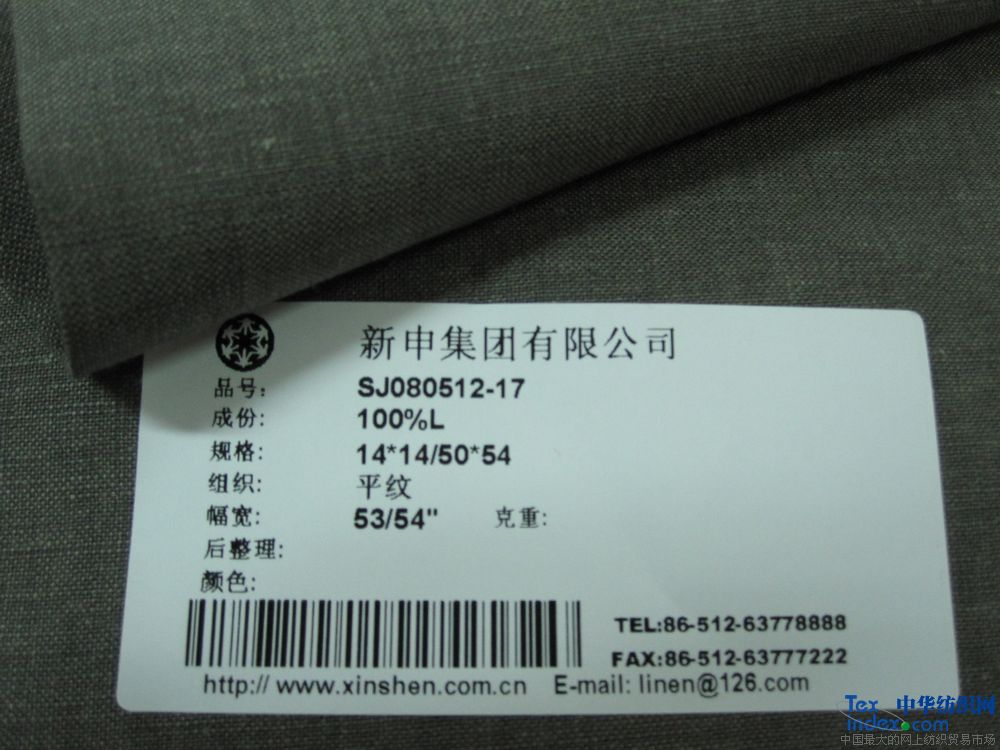 新申集团有限公司
品号: SJ080512-17
成份: 100%L
规格: 14*14/50*54
组织: 平纹
幅宽: 53/54" 克重:
后整理:
颜色:
TEL:86-512-63778888
FAX:86-512-63777222
http:// www.xinshen.com.cn E-mail: linen@126.com
Tex 中华纺织网
index.com
中国最大的网上纺织贸易市场